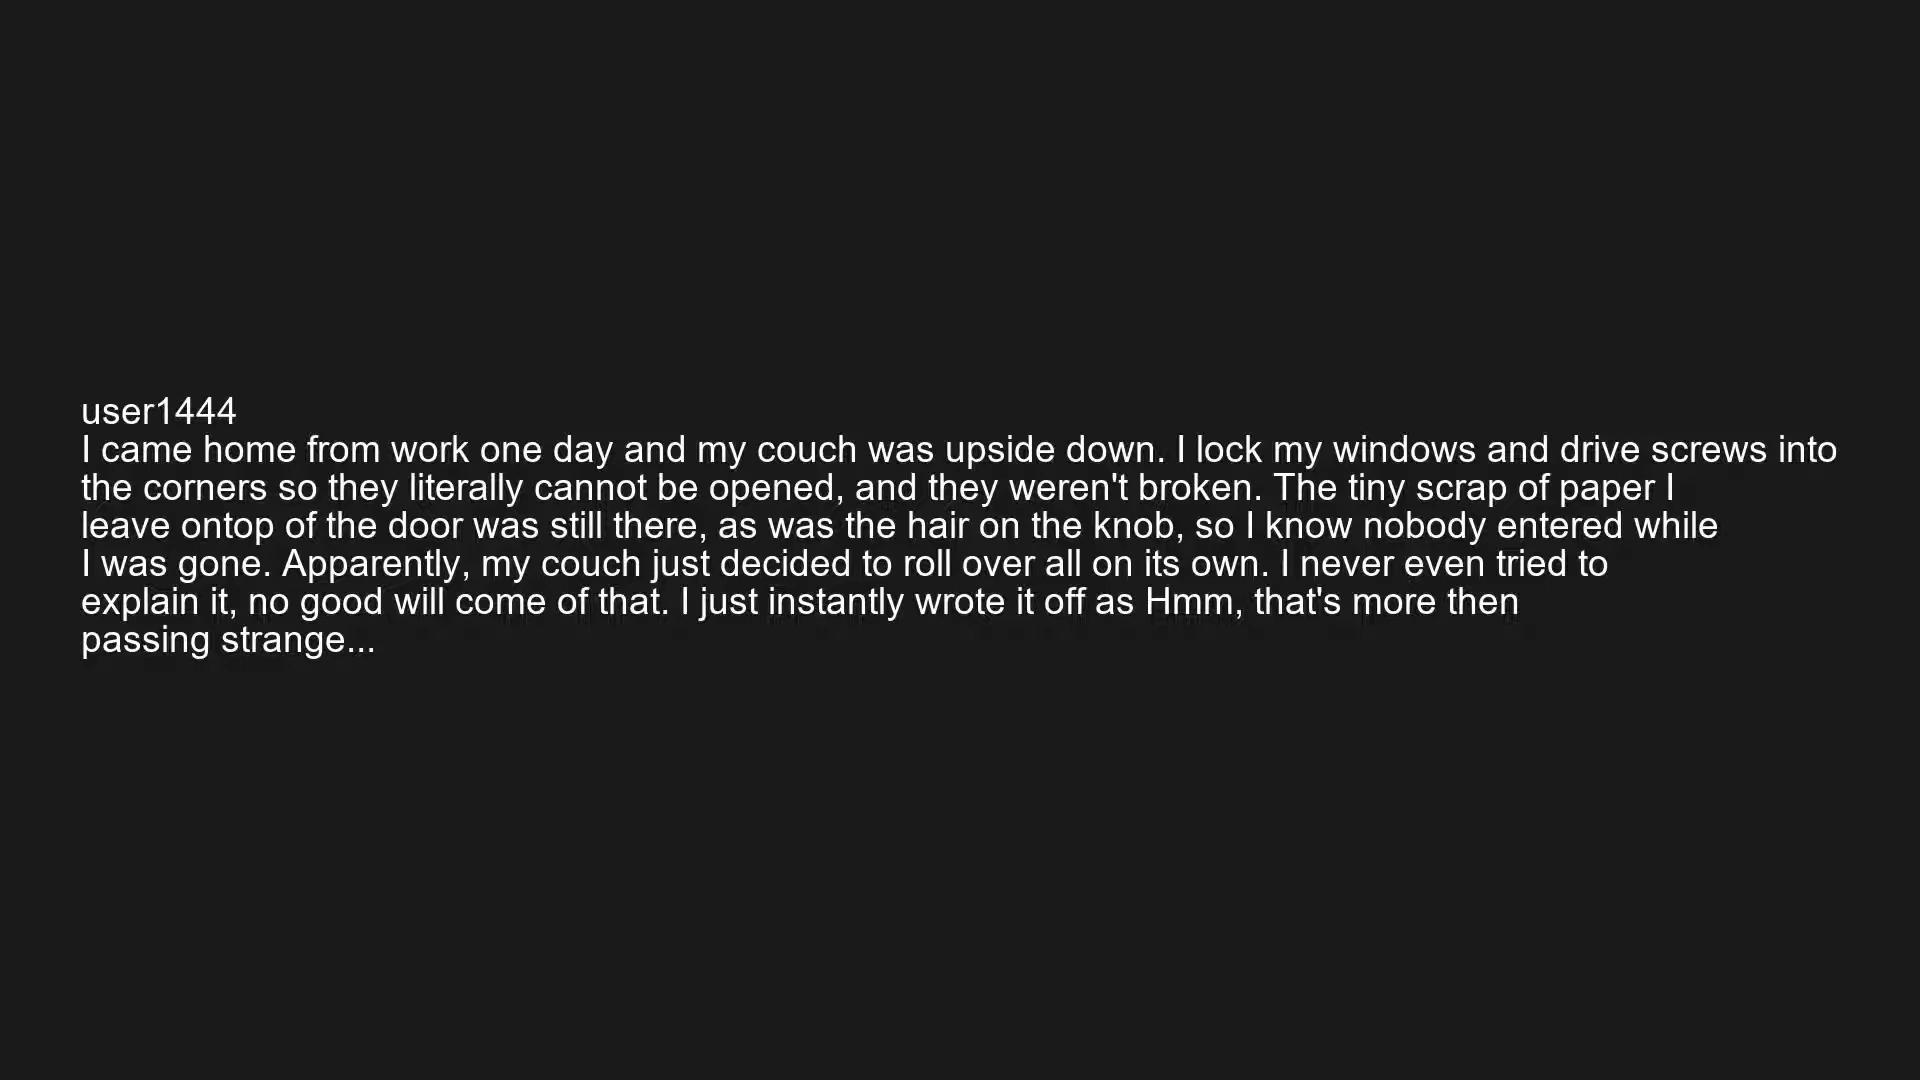 user1444
I came home from work one day and my couch was upside down. I lock my windows and drive screws into
the corners so they literally cannot be opened, and they weren't broken. The tiny scrap of paper I
leave ontop of the door was still there, as was the hair on the knob, so I know nobody entered while
I was gone. Apparently, my couch just decided to roll over all on its own. I never even tried to
explain it, no good will come of that. I just instantly wrote it off as Hmm, that's more then
passing strange...